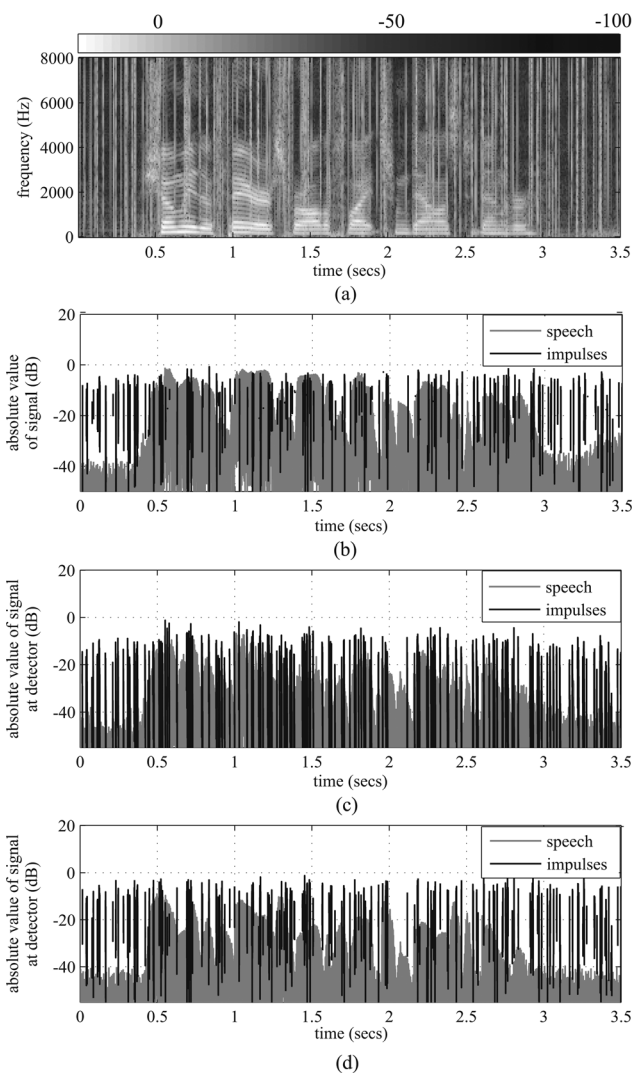 0 -50 -100
8000
6000
4000
2000
0
frequency (Hz)
0.5 1 1.5 2 2.5 3 3.5
time (secs)
(a)
20
0
-20
-40
absolute value
of signal (dB)
speech
impulses
0 0.5 1 1.5 2 2.5 3 3.5
time (secs)
(b)
20
0
-20
-40
absolute value of signal
at detector (dB)
speech
impulses
0 0.5 1 1.5 2 2.5 3 3.5
time (secs)
(c)
20
0
-20
-40
absolute value of signal
at detector (dB)
speech
impulses
0 0.5 1 1.5 2 2.5 3 3.5
time (secs)
(d)